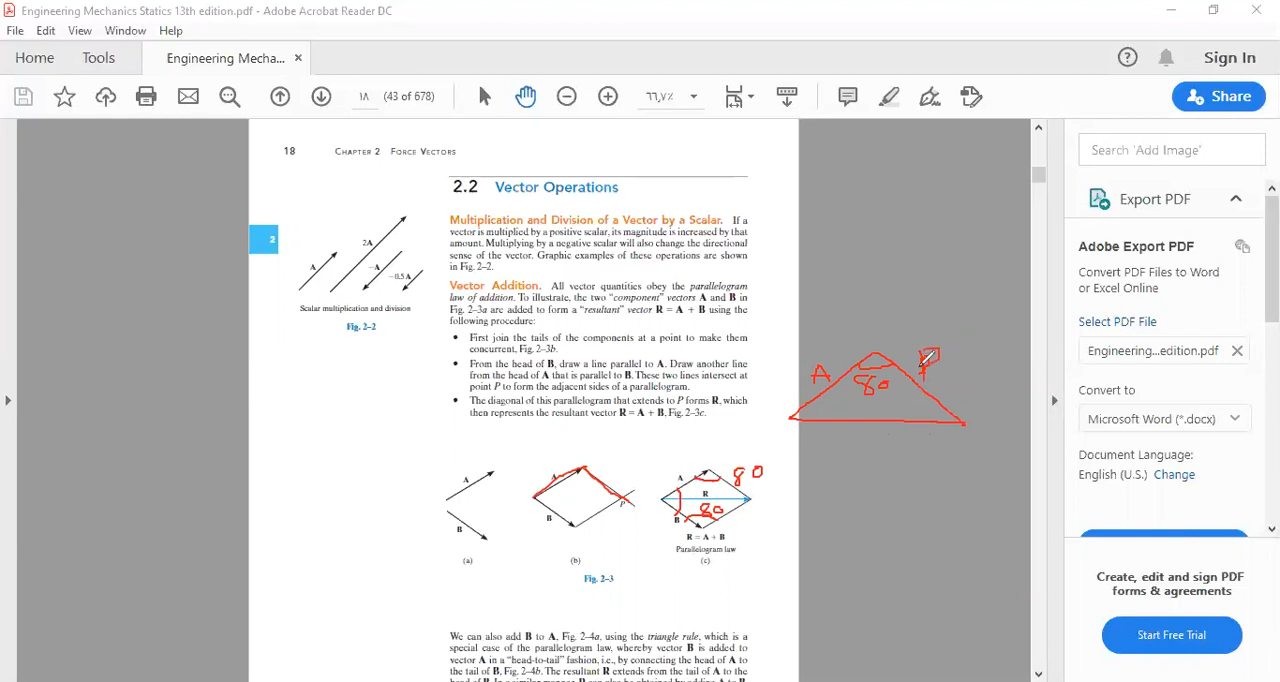 Engineering Mechanics Statics 13th edition.pdf - Adobe Acrobat Reader DC
File Edit View Window Help
Home Tools Engineering Mecha... × Sign In
١٨ (43 of 678) ٦٦,٧٪ Share
18 CHAPTER 2 FORCE VECTORS
2.2 Vector Operations
2
Multiplication and Division of a Vector by a Scalar. If a
vector is multiplied by a positive scalar, its magnitude is increased by that
amount. Multiplying by a negative scalar will also change the directional
sense of the vector. Graphic examples of these operations are shown
in Fig. 2–2.
A
2A
−A
−0.5A
Scalar multiplication and division
Fig. 2–2
Vector Addition. All vector quantities obey the parallelogram
law of addition. To illustrate, the two “component” vectors A and B in
Fig. 2–3a are added to form a “resultant” vector R = A + B using the
following procedure:
• First join the tails of the components at a point to make them
concurrent, Fig. 2–3b.
• From the head of B, draw a line parallel to A. Draw another line
from the head of A that is parallel to B. These two lines intersect at
point P to form the adjacent sides of a parallelogram.
• The diagonal of this parallelogram that extends to P forms R, which
then represents the resultant vector R = A + B, Fig. 2–3c.
A
80
A
B
(a)
A
B
P
(b)
A
80
R
80
B
R = A + B
Parallelogram law
(c)
Fig. 2–3
We can also add B to A, Fig. 2–4a, using the triangle rule, which is a
special case of the parallelogram law, whereby vector B is added to
vector A in a “head-to-tail” fashion, i.e., by connecting the head of A to
the tail of B, Fig. 2–4b. The resultant R extends from the tail of A to the
Search 'Add Image'
Export PDF
Adobe Export PDF
Convert PDF Files to Word
or Excel Online
Select PDF File
Engineering...edition.pdf
Convert to
Microsoft Word (*.docx)
Document Language:
English (U.S.) Change
Create, edit and sign PDF
forms & agreements
Start Free Trial